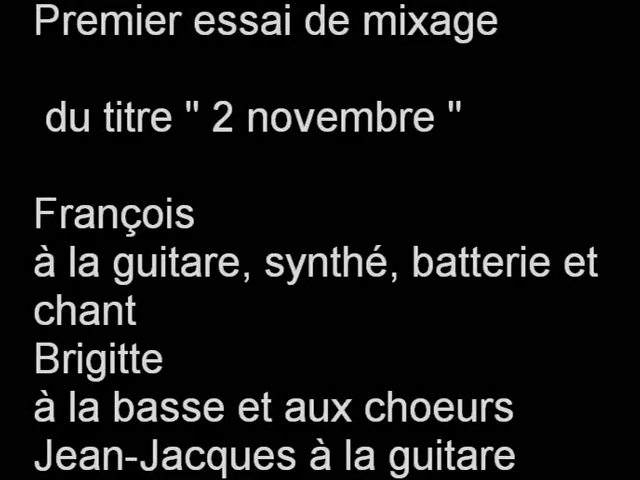 Premier essai de mixage
du titre " 2 novembre "
François
à la guitare, synthé, batterie et
chant
Brigitte
à la basse et aux choeurs
Jean-Jacques à la guitare